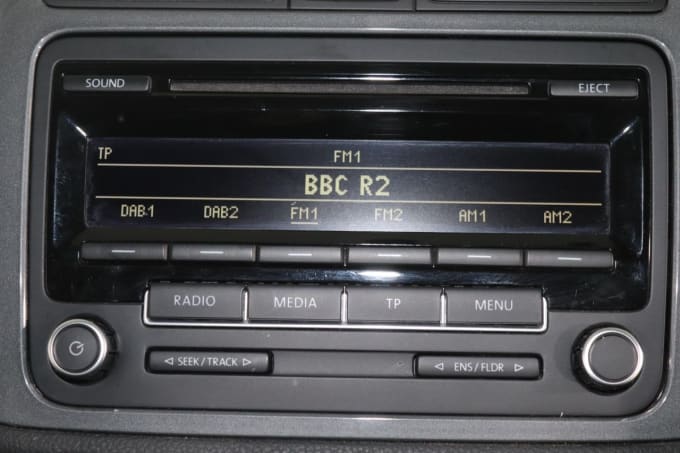 SOUND
EJECT
TP FM1
BBC R2
DAB1 DAB2 FM1 FM2 AM1 AM2
RADIO MEDIA TP MENU
◁ SEEK / TRACK ▷ ◁ ENS / FLDR ▷